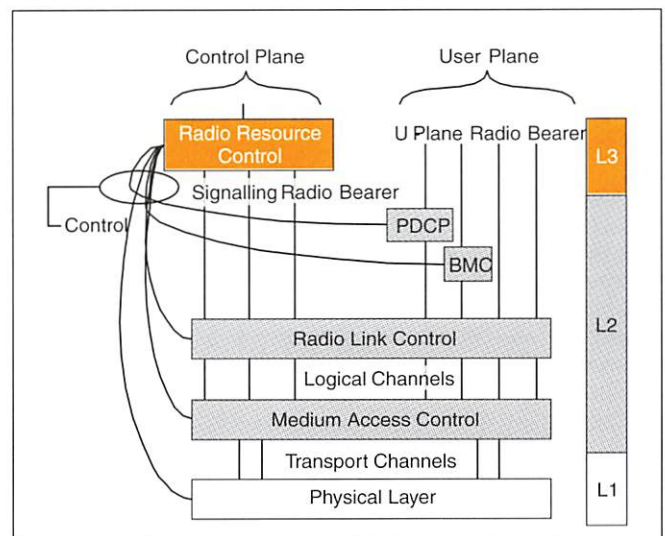 Control Plane
User Plane
Radio Resource
Control
U Plane Radio Bearer
L3
Signalling Radio Bearer
Control
PDCP
BMC
L2
Radio Link Control
Logical Channels
Medium Access Control
Transport Channels
Physical Layer
L1